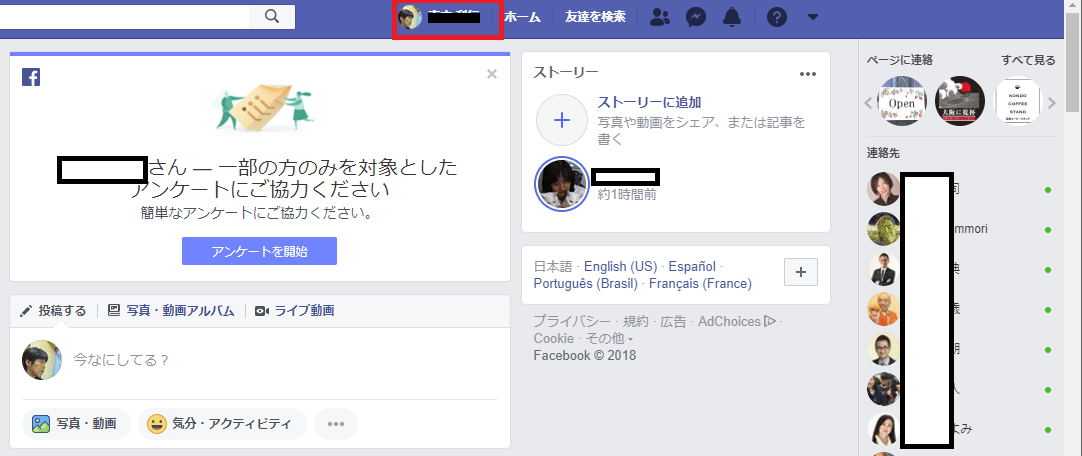 ホーム
友達を検索
さん — 一部の方のみを対象とした
アンケートにご協力ください
簡単なアンケートにご協力ください。
アンケートを開始
投稿する
写真・動画アルバム
ライブ動画
今なにしてる？
写真・動画
気分・アクティビティ
ストーリー
ストーリーに追加
写真や動画をシェア、または記事を
書く
約1時間前
日本語 · English (US) · Español ·
Português (Brasil) · Français (France)
プライバシー · 規約 · 広告 · AdChoices ·
Cookie · その他
Facebook © 2018
ページに連絡 すべて見る
Open
大阪に乾杯
KONDO
COFFEE
STAND
連絡先
司
mmori
典
歳
朗
人
よみ